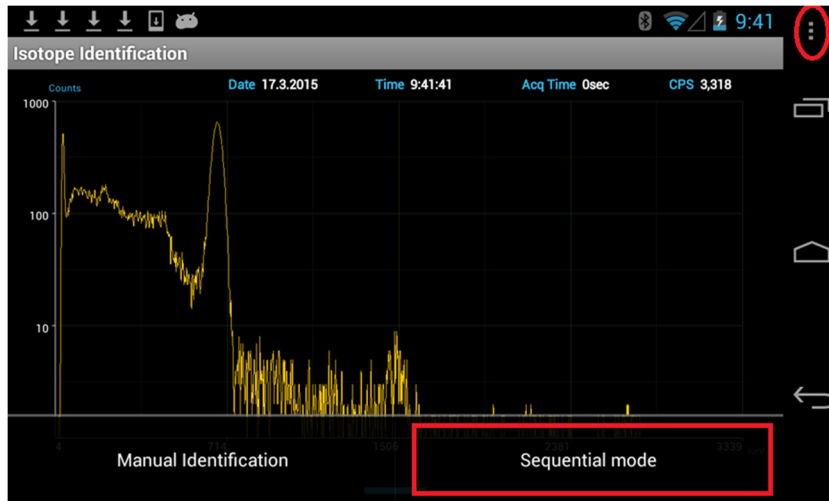 9:41
Isotope Identification
Date 17.3.2015 Time 9:41:41 Acq Time 0sec CPS 3,318
Counts
1000
100
10
4 714 1506 2381 3339
Manual Identification Sequential mode